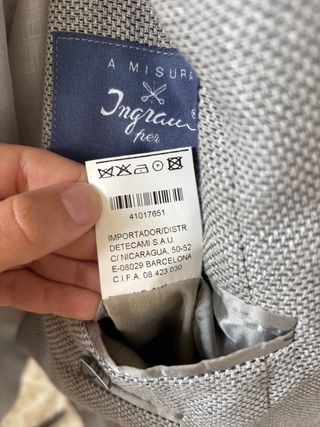 A MISURA
Ingram®
per
41017651
IMPORTADOR/DISTR
DETECAMI S.A.U.
C/ NICARAGUA, 50-52
E-08029 BARCELONA
C.I.F.A. 08.423.030